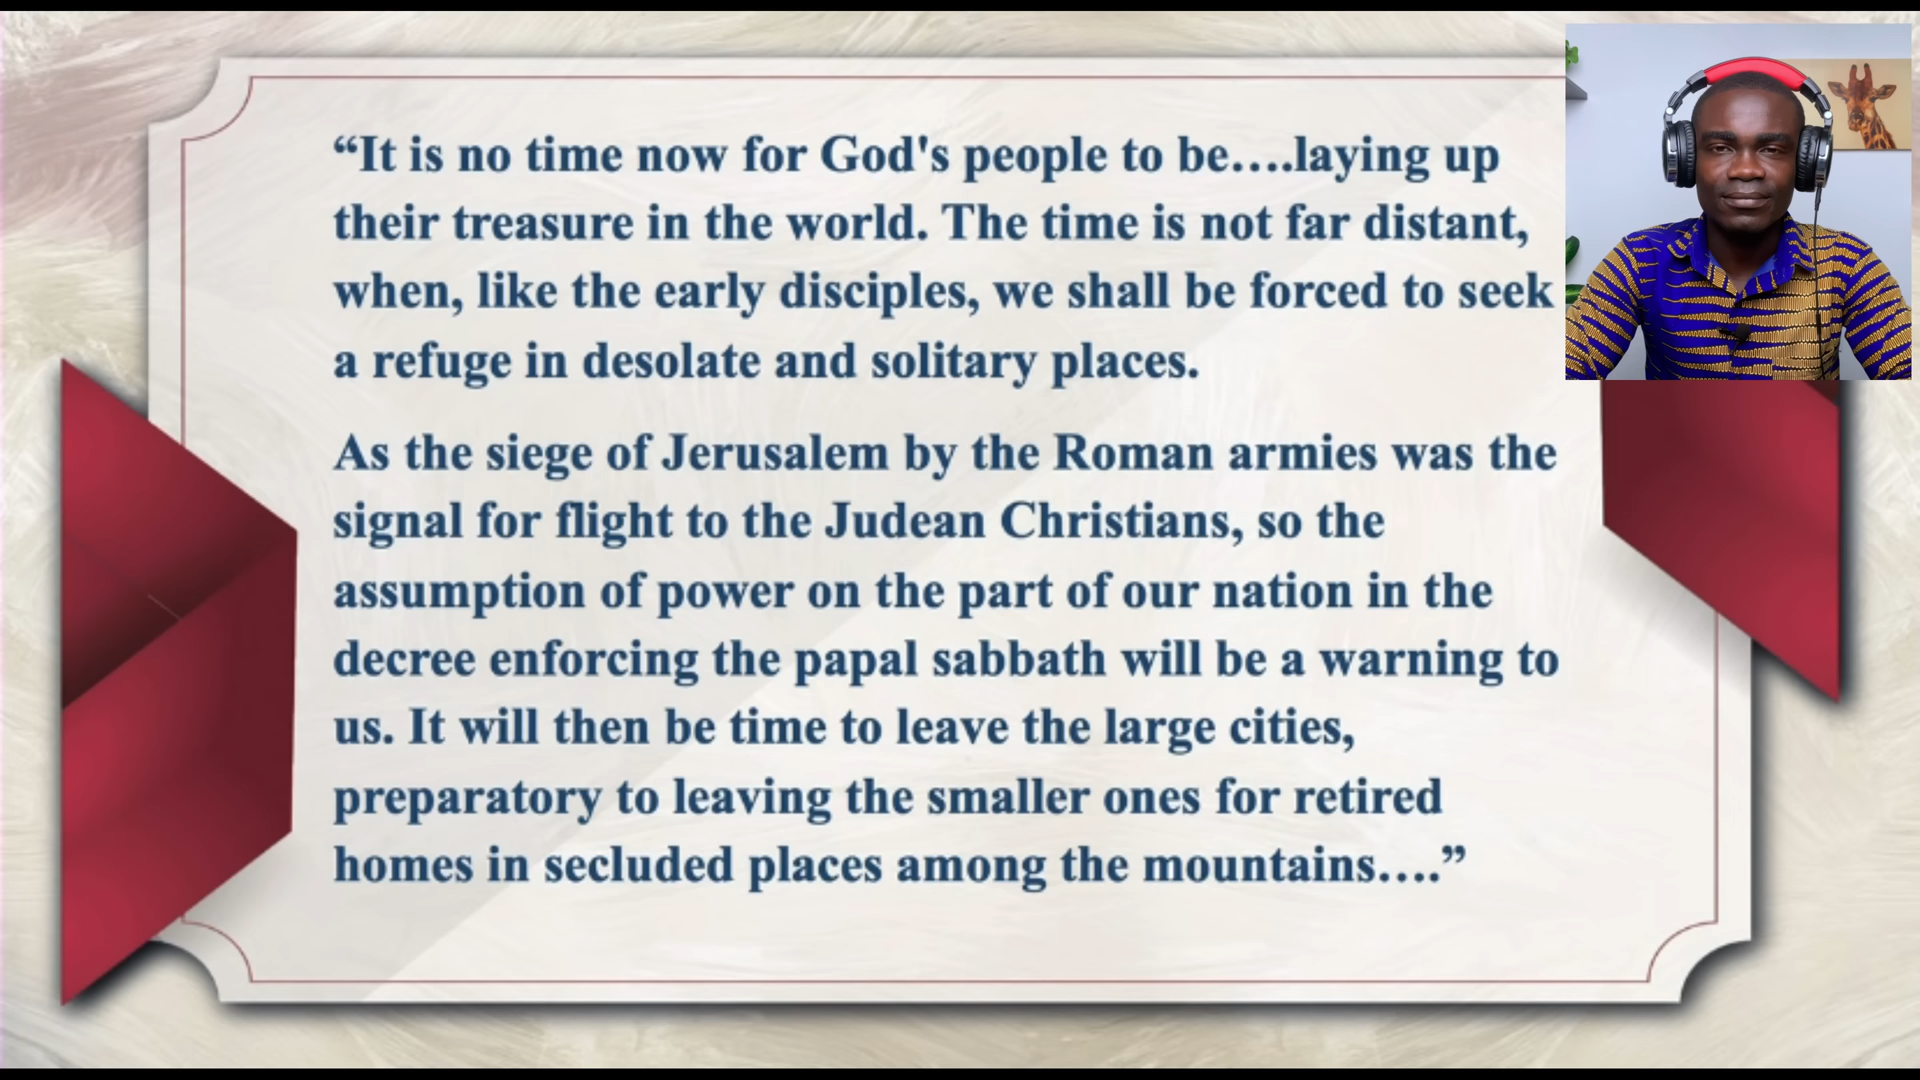 “It is no time now for God's people to be….laying up
their treasure in the world. The time is not far distant,
when, like the early disciples, we shall be forced to seek
a refuge in desolate and solitary places.
As the siege of Jerusalem by the Roman armies was the
signal for flight to the Judean Christians, so the
assumption of power on the part of our nation in the
decree enforcing the papal sabbath will be a warning to
us. It will then be time to leave the large cities,
preparatory to leaving the smaller ones for retired
homes in secluded places among the mountains….”